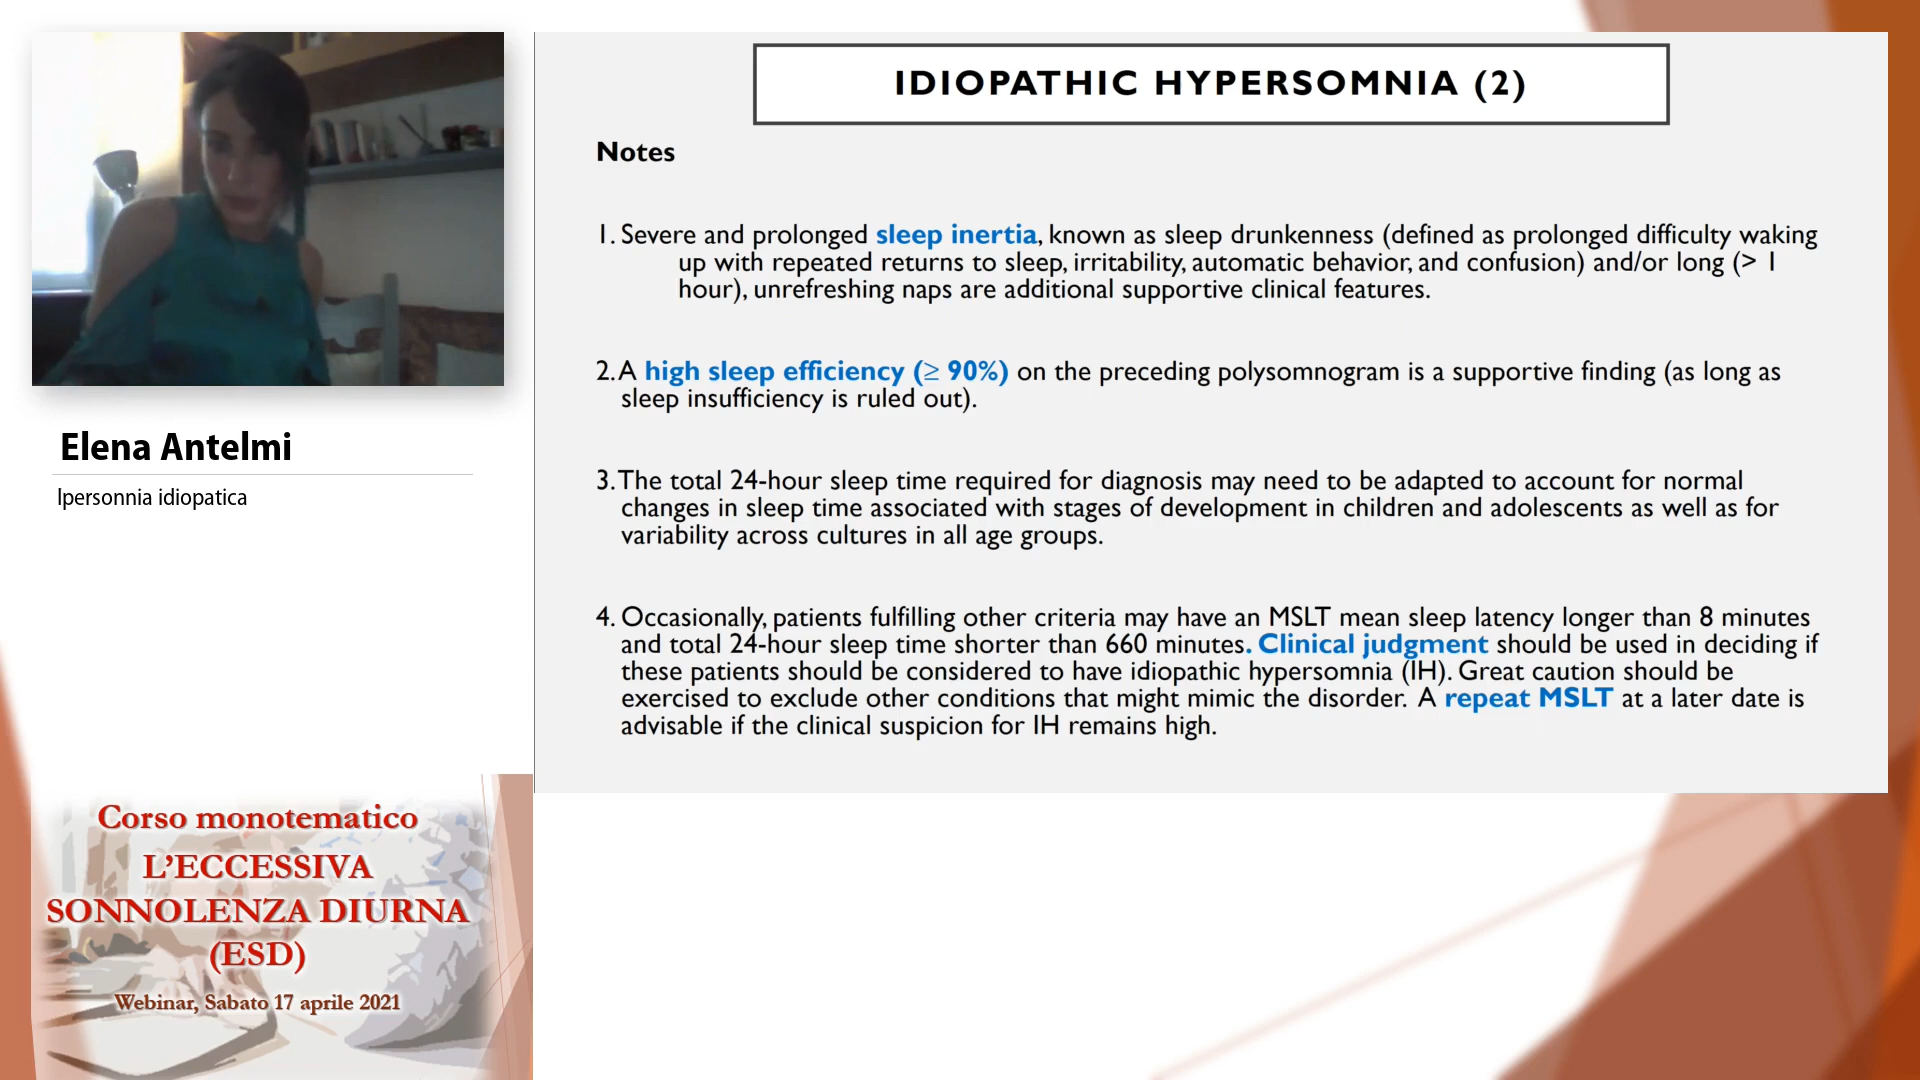 IDIOPATHIC HYPERSOMNIA (2)
Notes
1. Severe and prolonged sleep inertia, known as sleep drunkenness (defined as prolonged difficulty waking
up with repeated returns to sleep, irritability, automatic behavior, and confusion) and/or long (> 1
hour), unrefreshing naps are additional supportive clinical features.
2. A high sleep efficiency (≥ 90%) on the preceding polysomnogram is a supportive finding (as long as
sleep insufficiency is ruled out).
3. The total 24-hour sleep time required for diagnosis may need to be adapted to account for normal
changes in sleep time associated with stages of development in children and adolescents as well as for
variability across cultures in all age groups.
4. Occasionally, patients fulfilling other criteria may have an MSLT mean sleep latency longer than 8 minutes
and total 24-hour sleep time shorter than 660 minutes. Clinical judgment should be used in deciding if
these patients should be considered to have idiopathic hypersomnia (IH). Great caution should be
exercised to exclude other conditions that might mimic the disorder. A repeat MSLT at a later date is
advisable if the clinical suspicion for IH remains high.
Elena Antelmi
Ipersonnia idiopatica
Corso monotematico
L'ECCESSIVA
SONNOLENZA DIURNA
(ESD)
Webinar, Sabato 17 aprile 2021